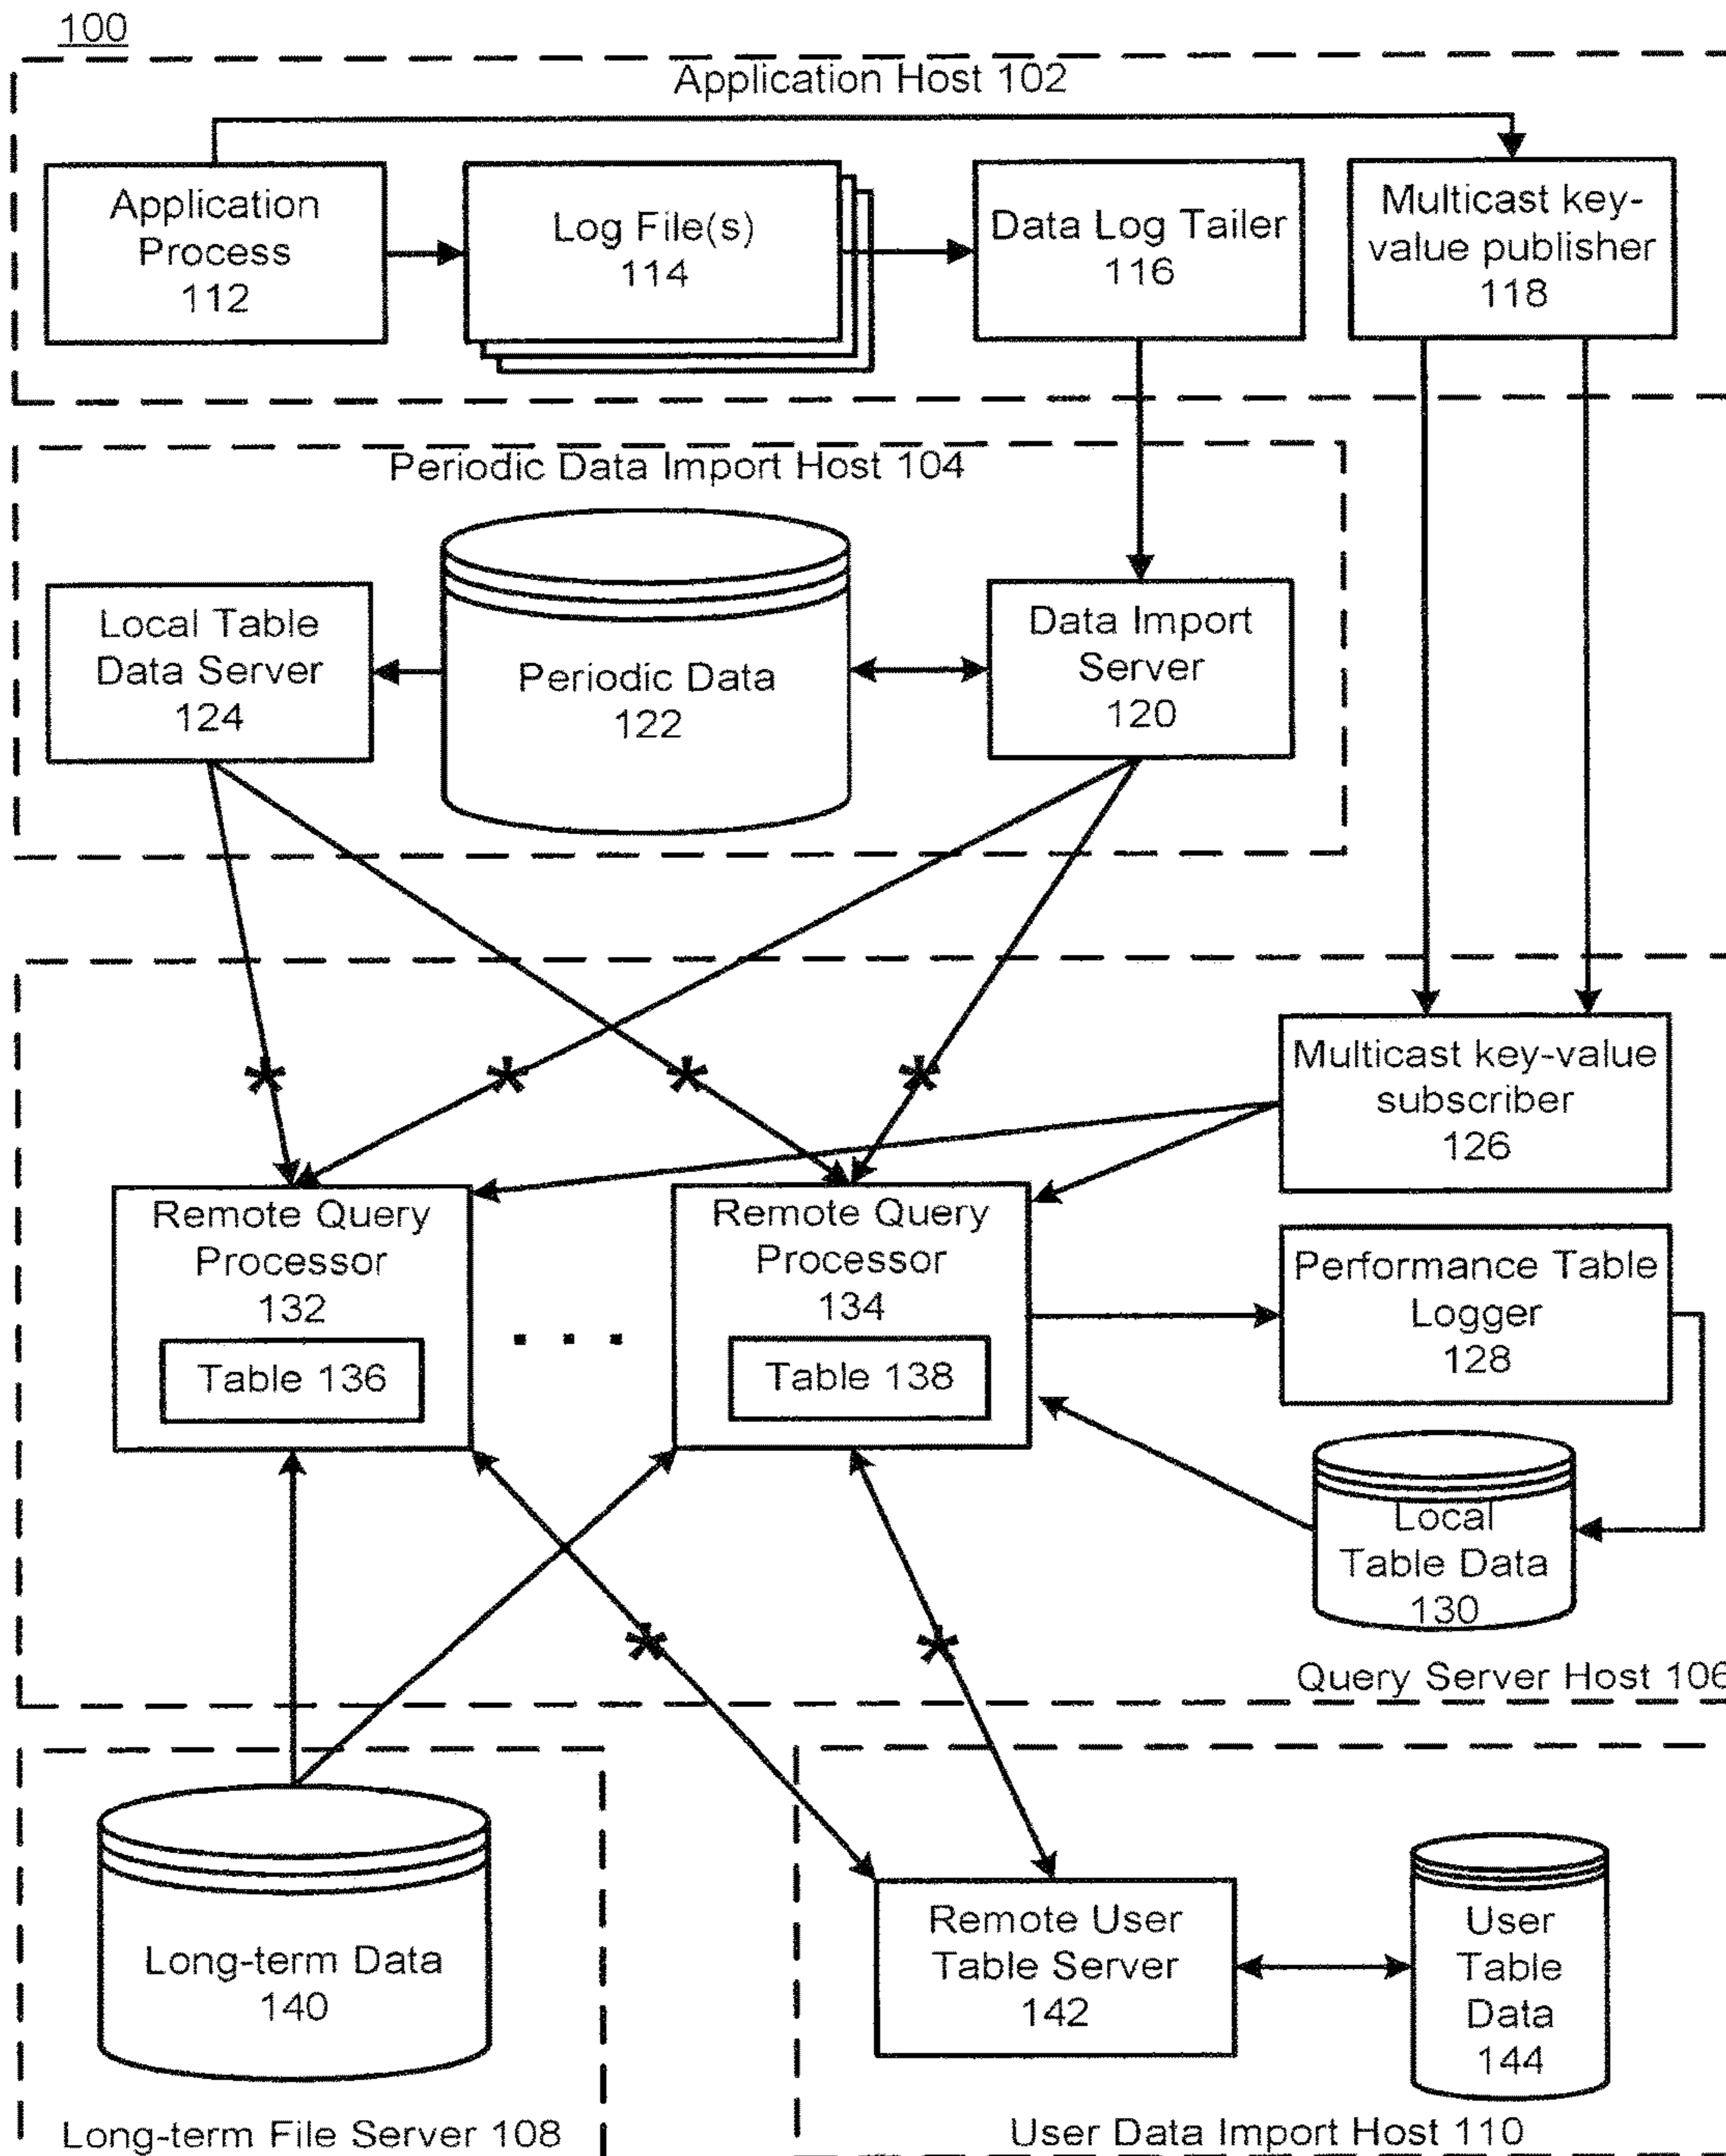 100
Application Host 102
Application
Process
112
Log File(s)
114
Data Log Tailer
116
Multicast key-
value publisher
118
Periodic Data Import Host 104
Local Table
Data Server
124
Periodic Data
122
Data Import
Server
120
Multicast key-value
subscriber
126
Remote Query
Processor
132
Table 136
. . .
Remote Query
Processor
134
Table 138
Performance Table
Logger
128
Local
Table Data
130
Query Server Host 106
Long-term Data
140
Long-term File Server 108
Remote User
Table Server
142
User
Table
Data
144
User Data Import Host 110